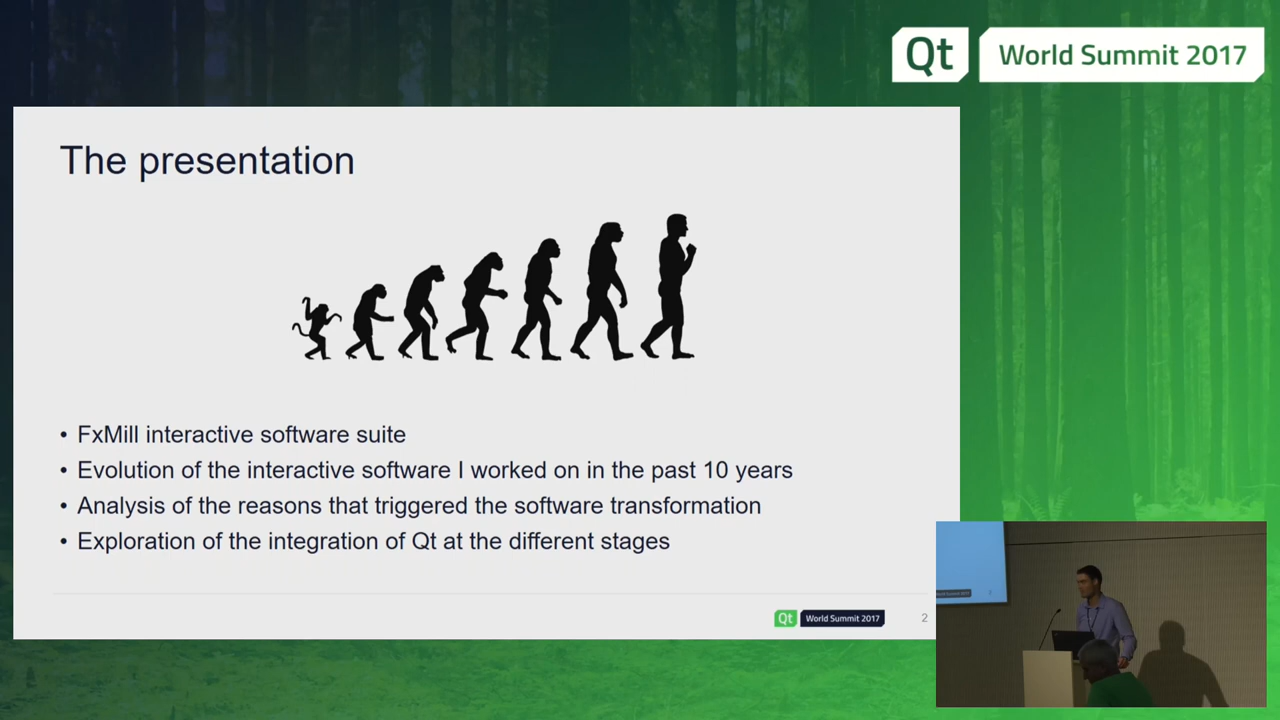 Qt World Summit 2017
The presentation
• FxMill interactive software suite
• Evolution of the interactive software I worked on in the past 10 years
• Analysis of the reasons that triggered the software transformation
• Exploration of the integration of Qt at the different stages
Qt World Summit 2017 2